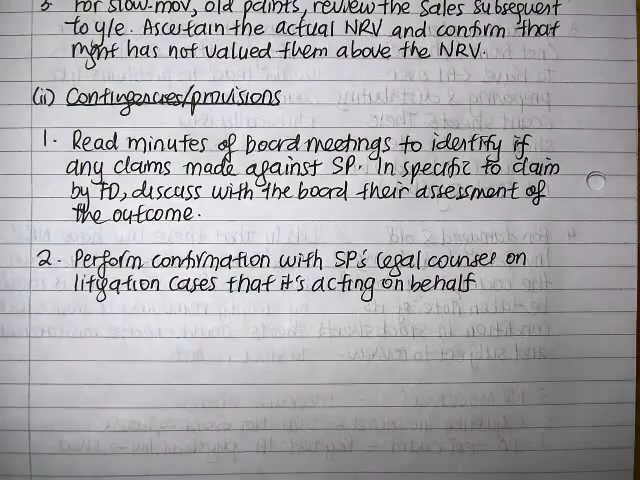 3 For slow-mov, old paints, review the sales subsequent
to y/e. Ascertain the actual NRV and confirm that
mgnt has not valued them above the NRV.
(ii) Contingencies/provisions
1. Read minutes of board meetings to identify if
any claims made against SP. In specific to claim
by FD, discuss with the board their assessment of
the outcome.
2. Perform confirmation with SP's legal counsel on
litigation cases that it's acting on behalf